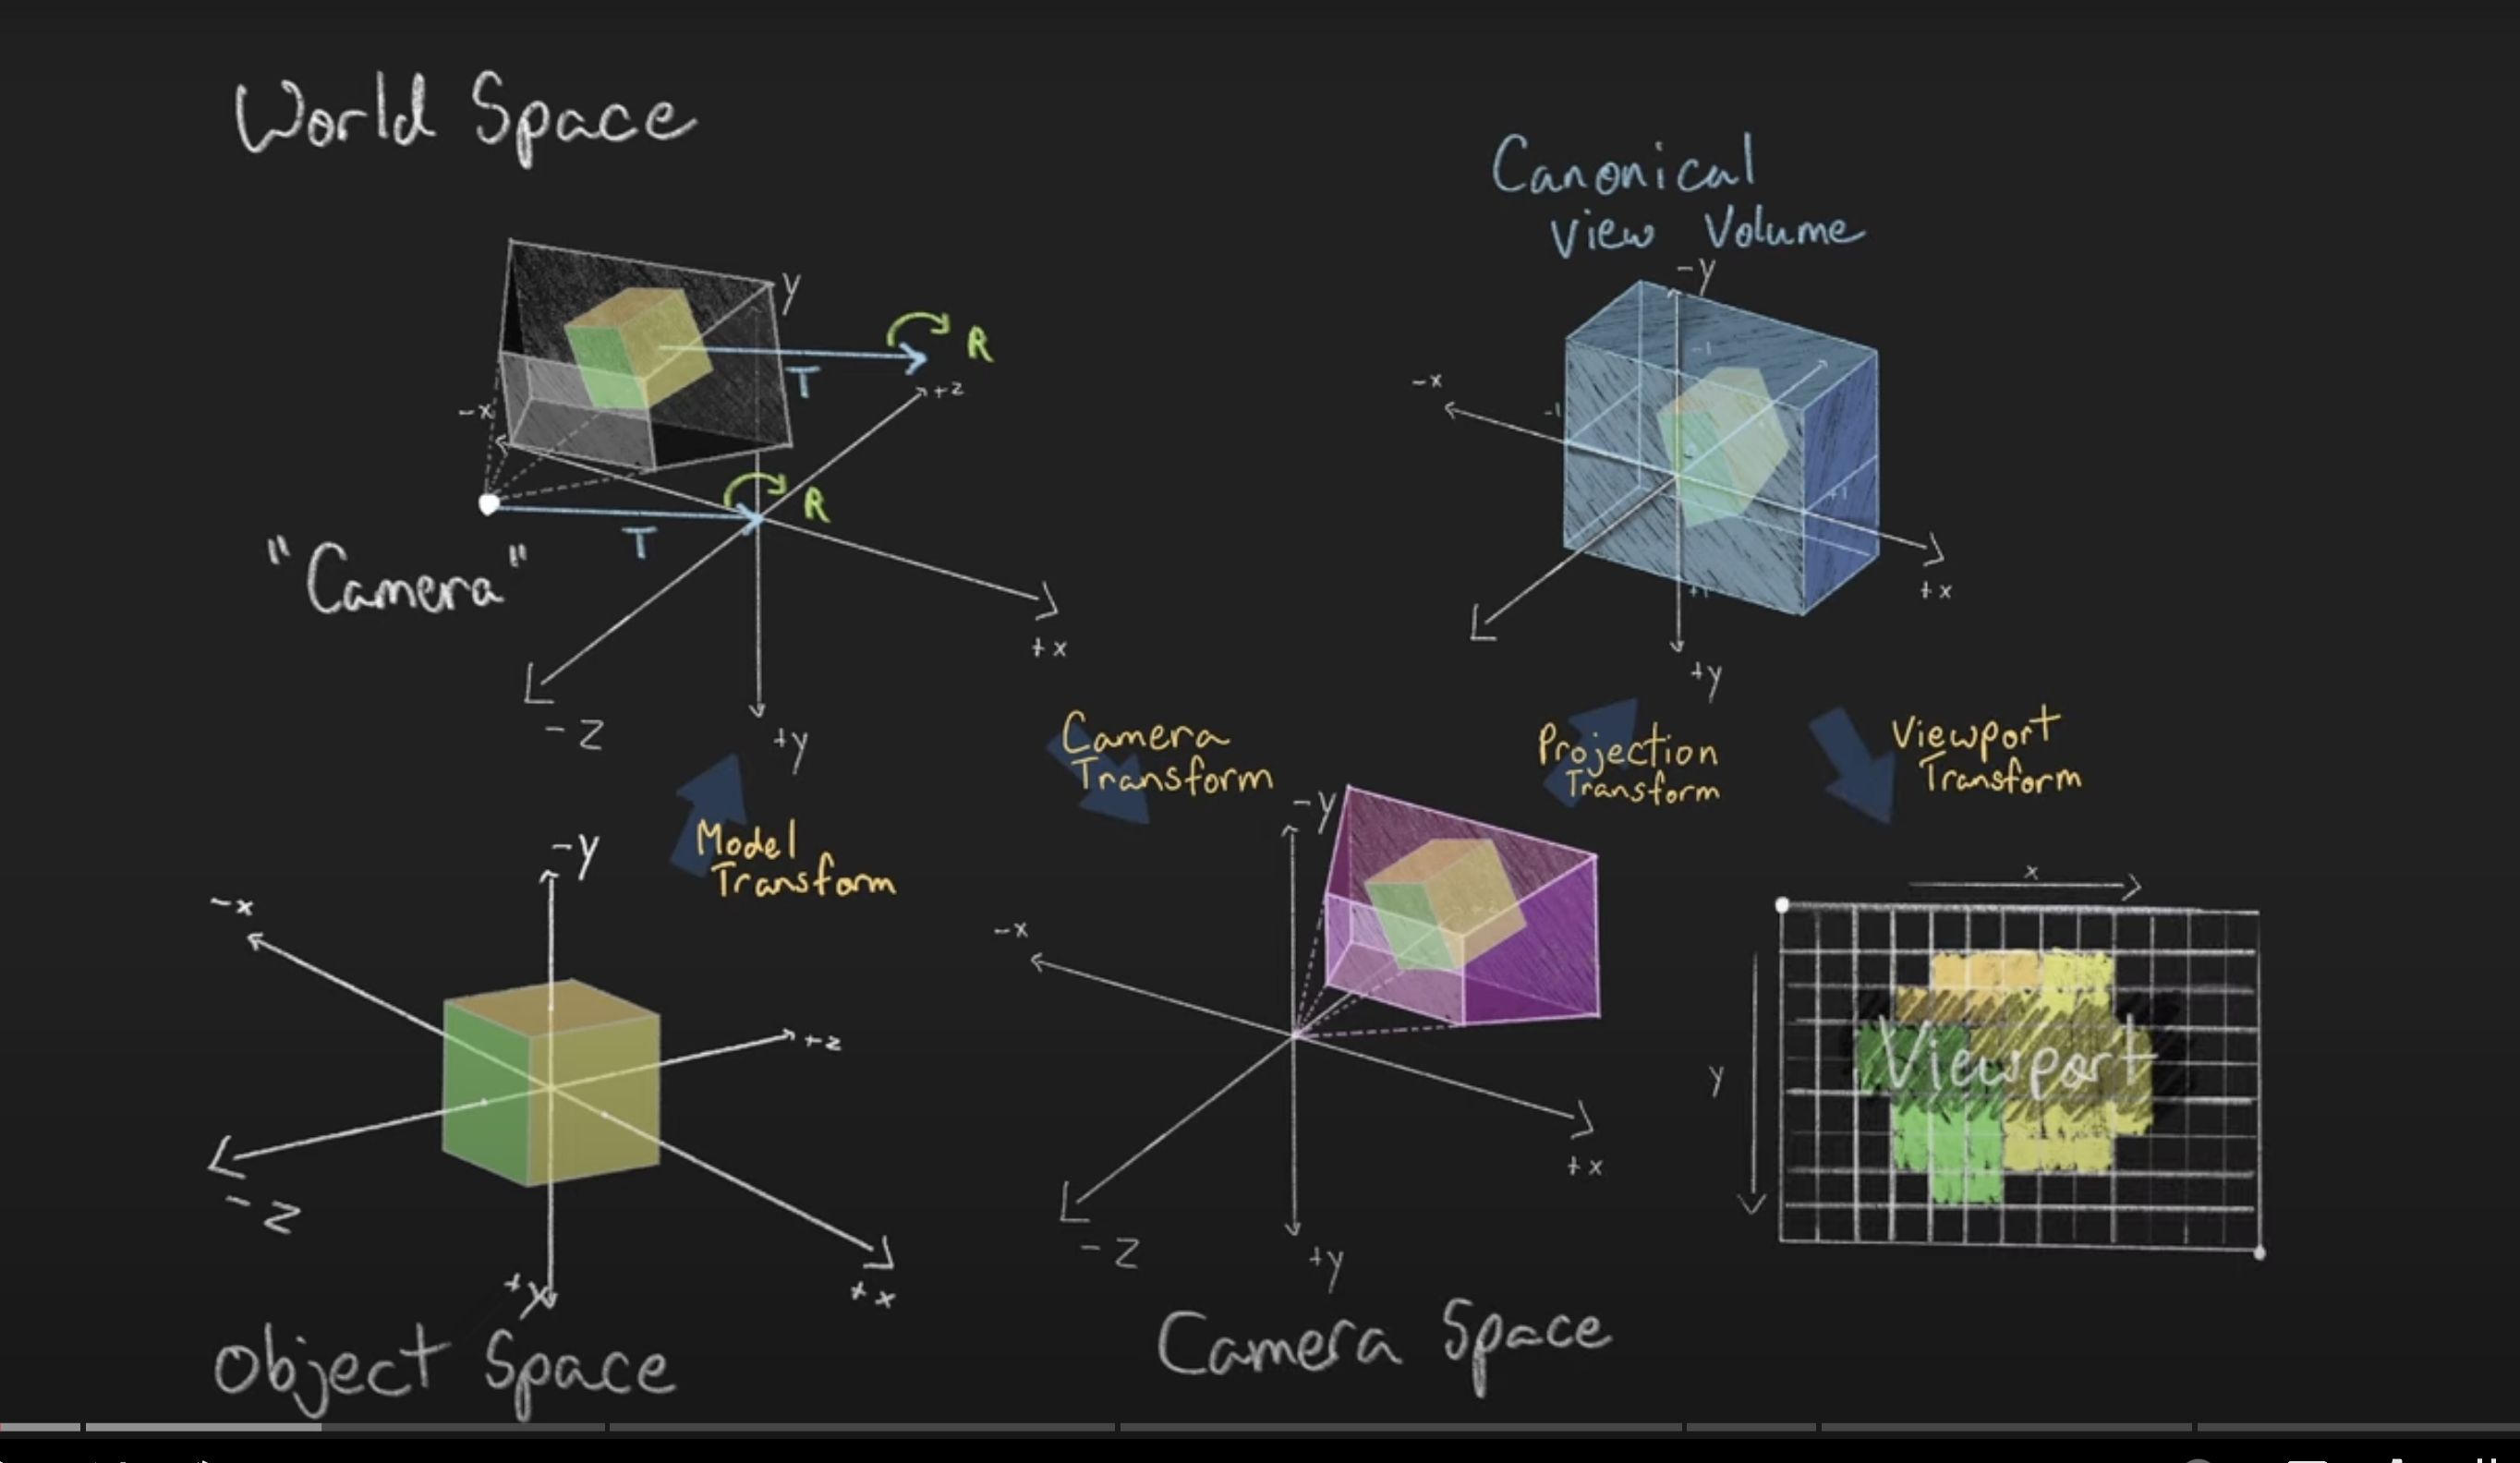 World Space
y
R
T
+z
-x
R
T
"Camera"
+x
-z
+y
Canonical
View Volume
-y
-1
-x
-1
+1
+x
+1
+y
Camera
Transform
Projection
Transform
Viewport
Transform
Model
Transform
-y
-x
+z
-z
+y
+x
Object Space
-y
-x
+x
-z
+y
Camera Space
x
y
Viewport